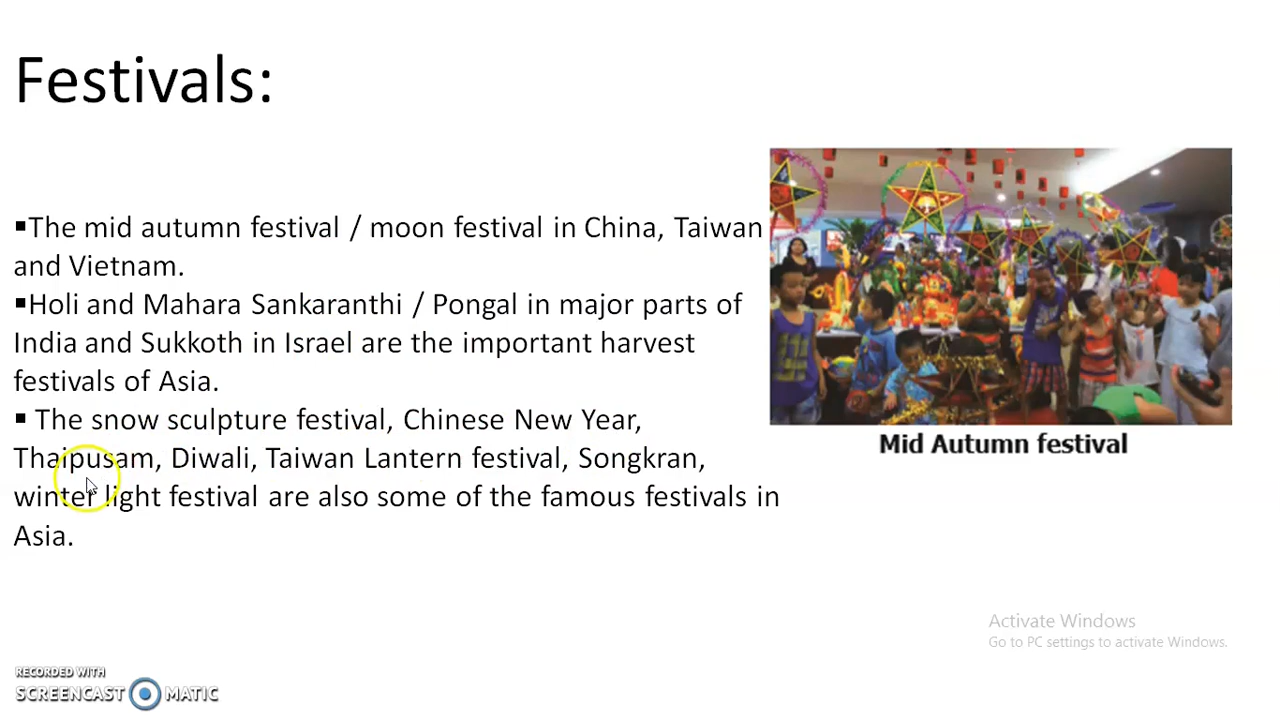 Festivals:
▪The mid autumn festival / moon festival in China, Taiwan
and Vietnam.
▪Holi and Mahara Sankaranthi / Pongal in major parts of
India and Sukkoth in Israel are the important harvest
festivals of Asia.
▪ The snow sculpture festival, Chinese New Year,
Thaipusam, Diwali, Taiwan Lantern festival, Songkran,
winter light festival are also some of the famous festivals in
Asia.
Mid Autumn festival
Activate Windows
Go to PC settings to activate Windows.
RECORDED WITH
SCREENCAST MATIC